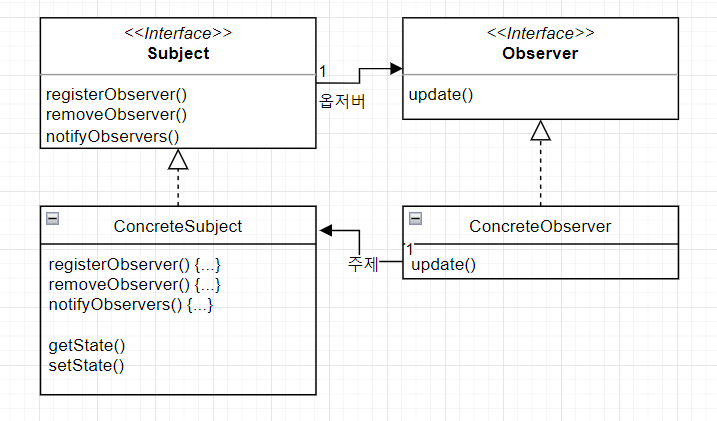 <<Interface>>
Subject
registerObserver()
removeObserver()
notifyObservers()
1
옵저버
<<Interface>>
Observer
update()
ConcreteSubject
registerObserver() {...}
removeObserver() {...}
notifyObservers() {...}
getState()
setState()
주제
1
ConcreteObserver
update()